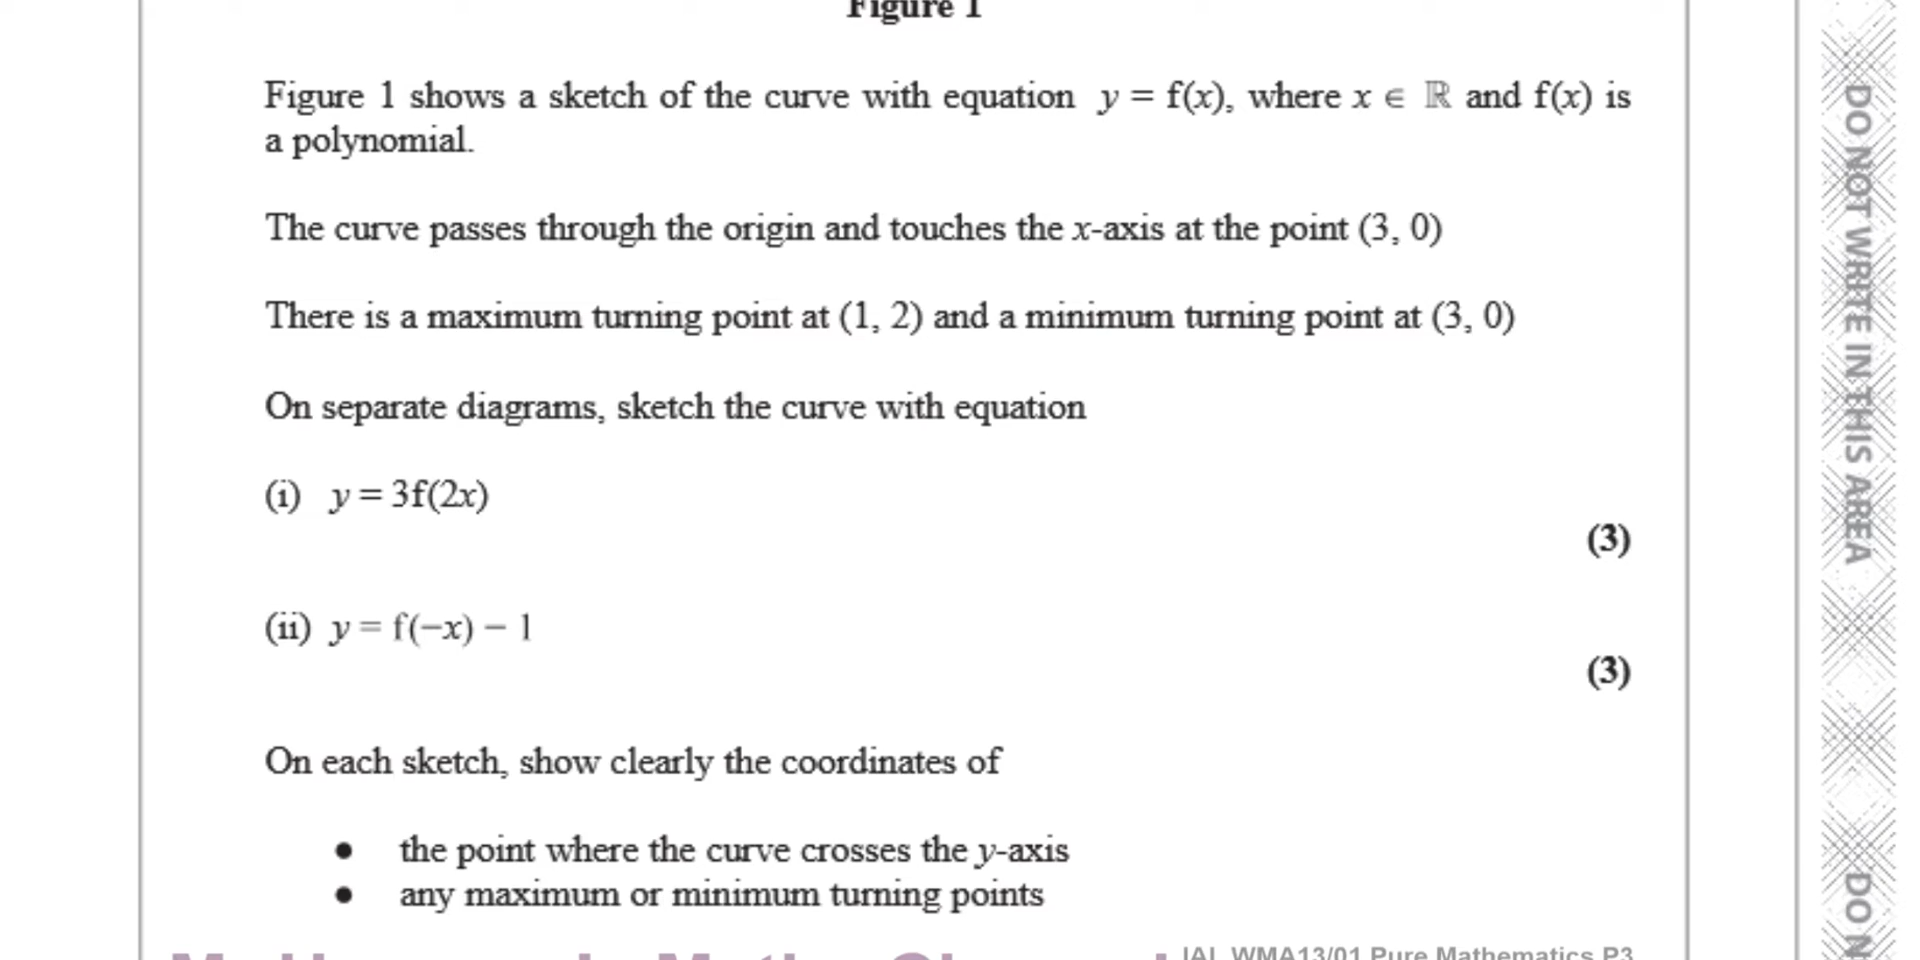 Figure 1
Figure 1 shows a sketch of the curve with equation y = f(x), where x ∈ ℝ and f(x) is
a polynomial.
The curve passes through the origin and touches the x-axis at the point (3, 0)
There is a maximum turning point at (1, 2) and a minimum turning point at (3, 0)
On separate diagrams, sketch the curve with equation
(i) y = 3f(2x)
(3)
(ii) y = f(−x) − 1
(3)
On each sketch, show clearly the coordinates of
• the point where the curve crosses the y-axis
• any maximum or minimum turning points
IAL WMA13/01 Pure Mathematics P3
DO NOT WRITE IN THIS AREA
DO N